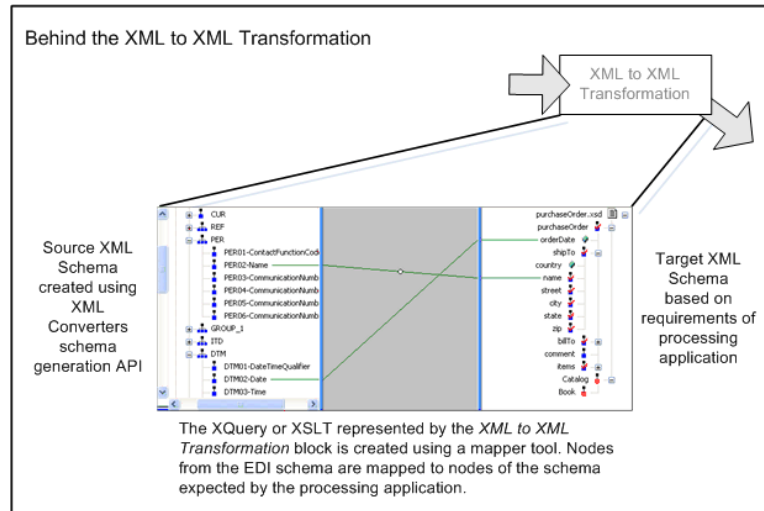 Behind the XML to XML Transformation
XML to XML
Transformation
Source XML
Schema
created using
XML
Converters
schema
generation API
CUR
REF
PER
PER01-ContactFunctionCod
PER02-Name
PER03-CommunicationNumb
PER04-CommunicationNumb
PER05-CommunicationNumb
PER06-CommunicationNumb
GROUP_1
ITD
DTM
DTM01-DateTimeQualifier
DTM02-Date
DTM03-Time
purchaseOrder.xsd
purchaseOrder
orderDate
shipTo
country
name
street
city
state
zip
billTo
comment
items
Catalog
Book
Target XML
Schema
based on
requirements of
processing
application
The XQuery or XSLT represented by the XML to XML
Transformation block is created using a mapper tool. Nodes
from the EDI schema are mapped to nodes of the schema
expected by the processing application.